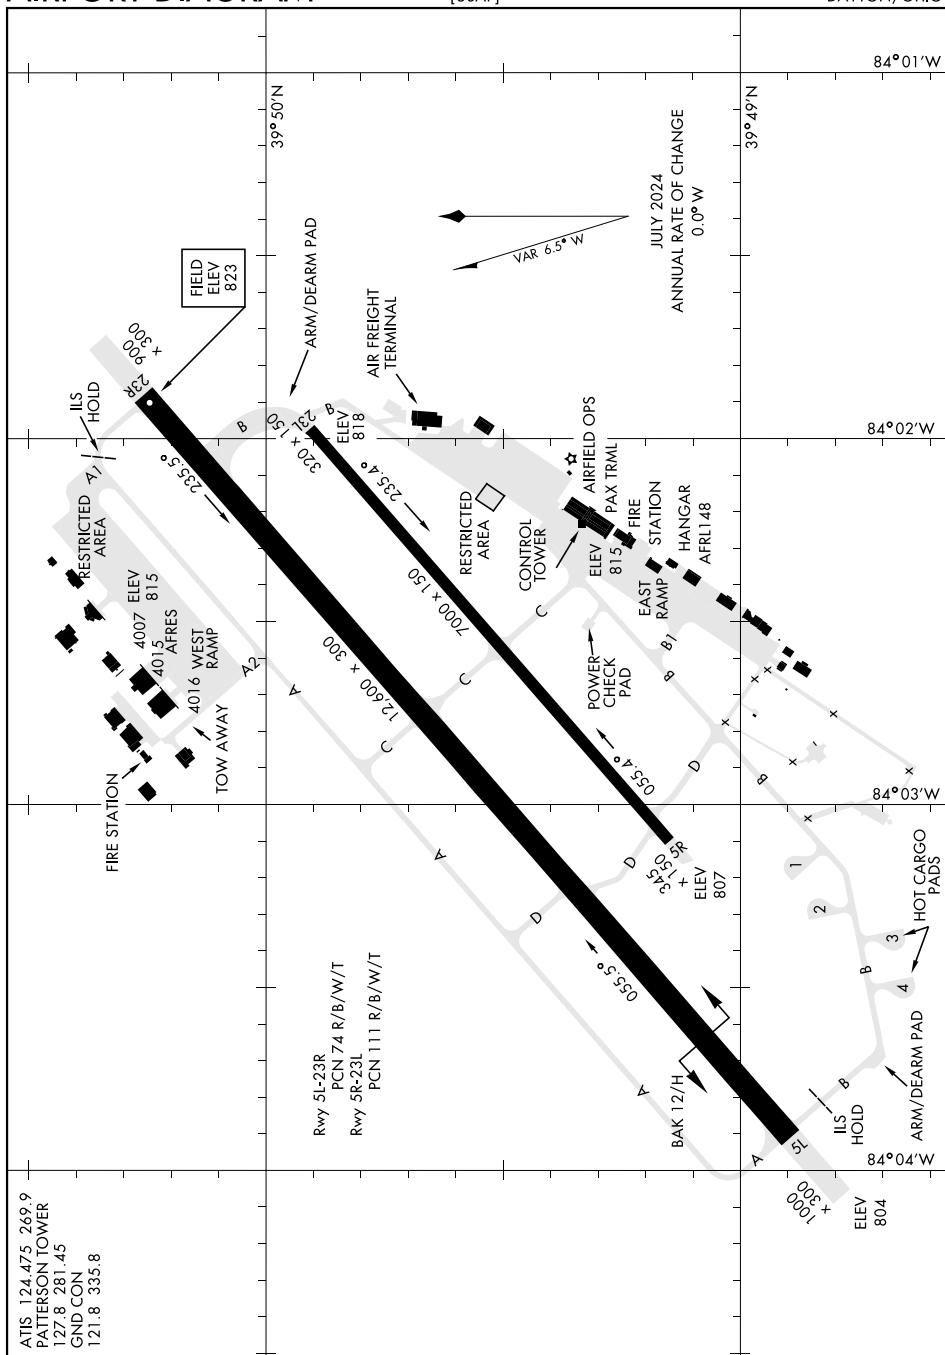 84°01'W
39°50'N
39°49'N
JULY 2024
ANNUAL RATE OF CHANGE
0.0° W
VAR 6.5° W
FIELD
ELEV
823
ARM/DEARM PAD
AIR FREIGHT
TERMINAL
900
x 300
23R
ILS
HOLD
A1
235.5°
B
B
320 x 150
23L
ELEV
818
84°02'W
235.4°
RESTRICTED
AREA
RESTRICTED
AREA
CONTROL
TOWER
AIRFIELD OPS
PAX TRML
FIRE
STATION
HANGAR
AFRL148
ELEV
815
EAST
RAMP
ELEV
815
4007
4015
AFRES
4016
WEST
RAMP
TOW AWAY
FIRE STATION
A2
A
12,600 x 300
7000 x 150
C
C
C
POWER
CHECK
PAD
B1
B
D
B
x
x
x
x
x
x
x
055.4°
84°03'W
5R
345
x 150
ELEV
807
D
D
A
1
2
3
4
HOT CARGO
PADS
B
055.5°
Rwy 5L-23R
PCN 74 R/B/W/T
Rwy 5R-23L
PCN 111 R/B/W/T
BAK 12/H
A
A
B
ILS
HOLD
ARM/DEARM PAD
5L
1000
x 300
ELEV
804
84°04'W
ATIS 124.475 269.9
PATTERSON TOWER
127.8 281.45
GND CON
121.8 335.8